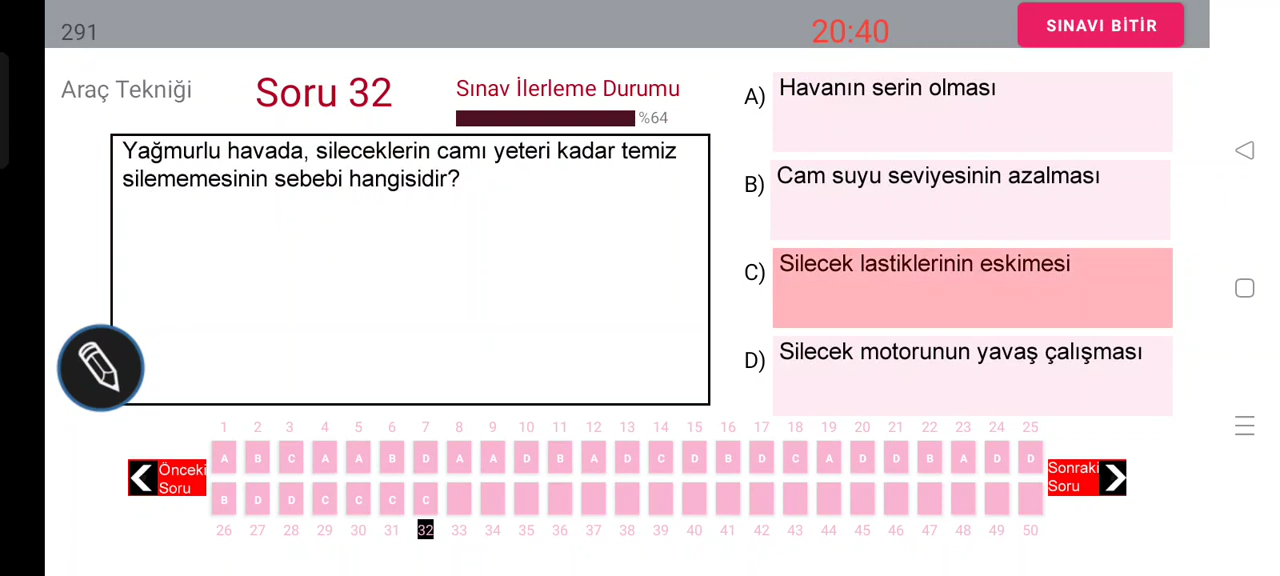 291
20:40
SINAVI BİTİR
Araç Tekniği
Soru 32
Sınav İlerleme Durumu
%64
Yağmurlu havada, sileceklerin camı yeteri kadar temiz
silememesinin sebebi hangisidir?
A) Havanın serin olması
B) Cam suyu seviyesinin azalması
C) Silecek lastiklerinin eskimesi
D) Silecek motorunun yavaş çalışması
1 2 3 4 5 6 7 8 9 10 11 12 13 14 15 16 17 18 19 20 21 22 23 24 25
A B C A A B D A A D B A D C D B D C A D D B A D D
Önceki
Soru
Sonraki
Soru
B D D C C C C
26 27 28 29 30 31 32 33 34 35 36 37 38 39 40 41 42 43 44 45 46 47 48 49 50